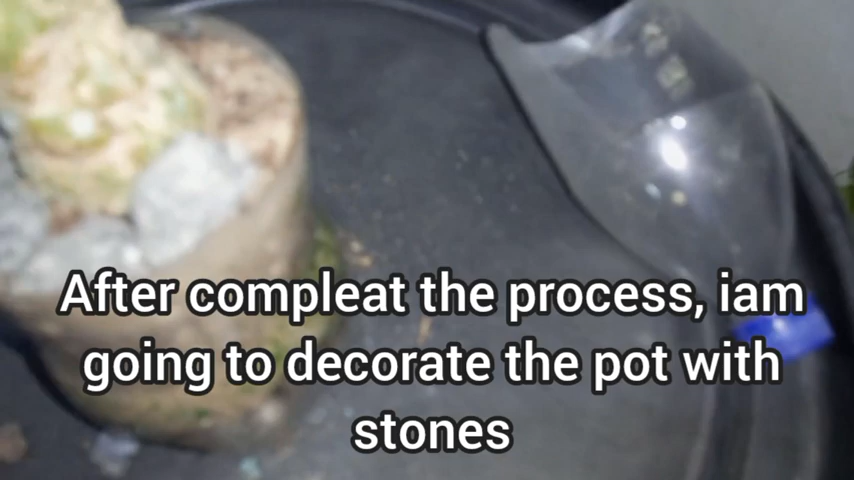 After compleat the process, iam
going to decorate the pot with
stones